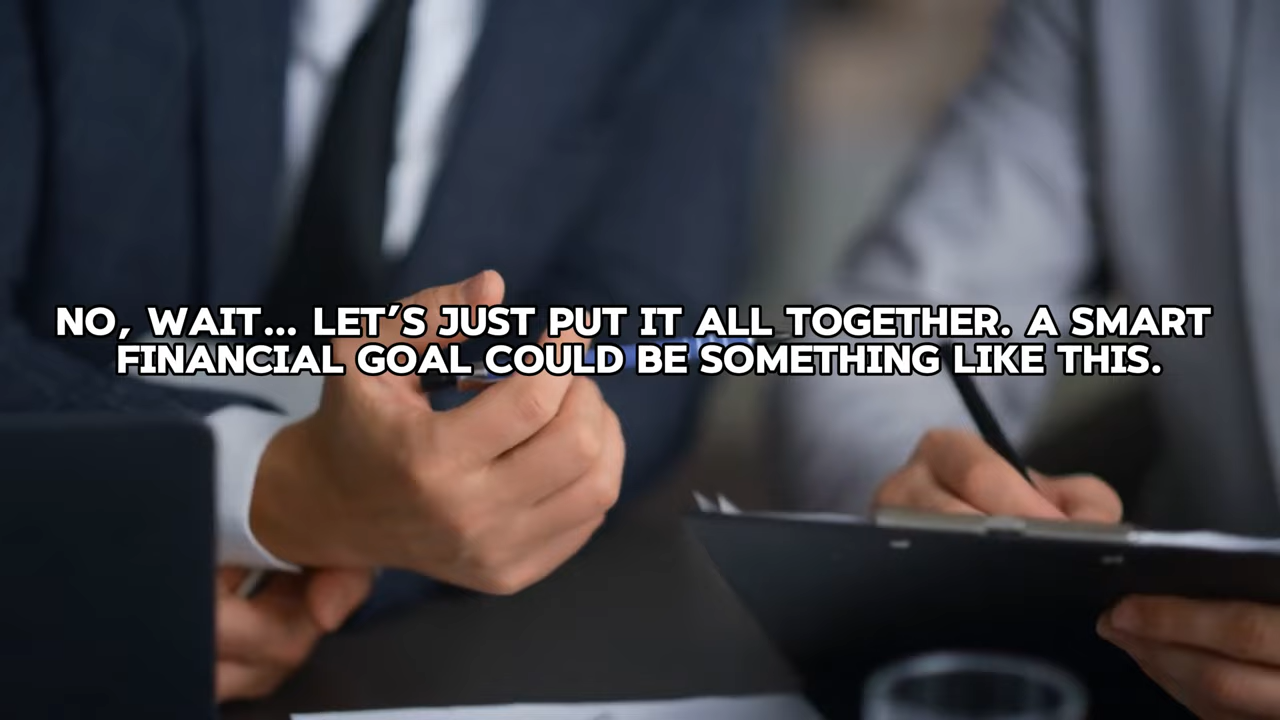 NO, WAIT... LET'S JUST PUT IT ALL TOGETHER. A SMART
FINANCIAL GOAL COULD BE SOMETHING LIKE THIS.